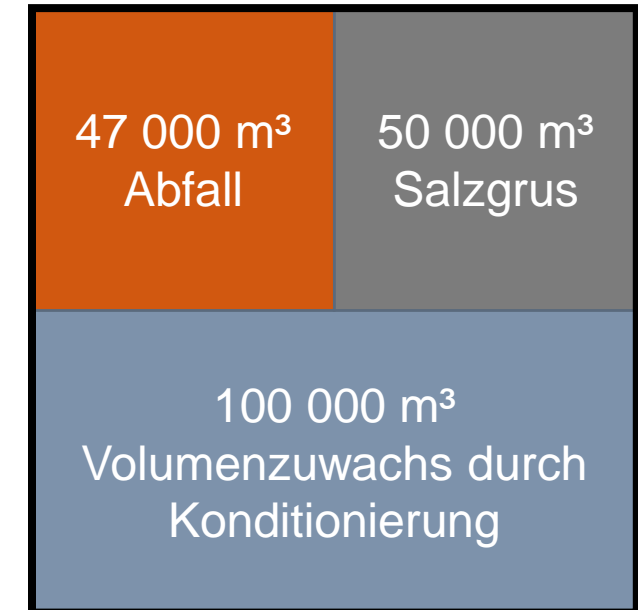 47 000 m³
Abfall
50 000 m³
Salzgrus
100 000 m³
Volumenzuwachs durch
Konditionierung